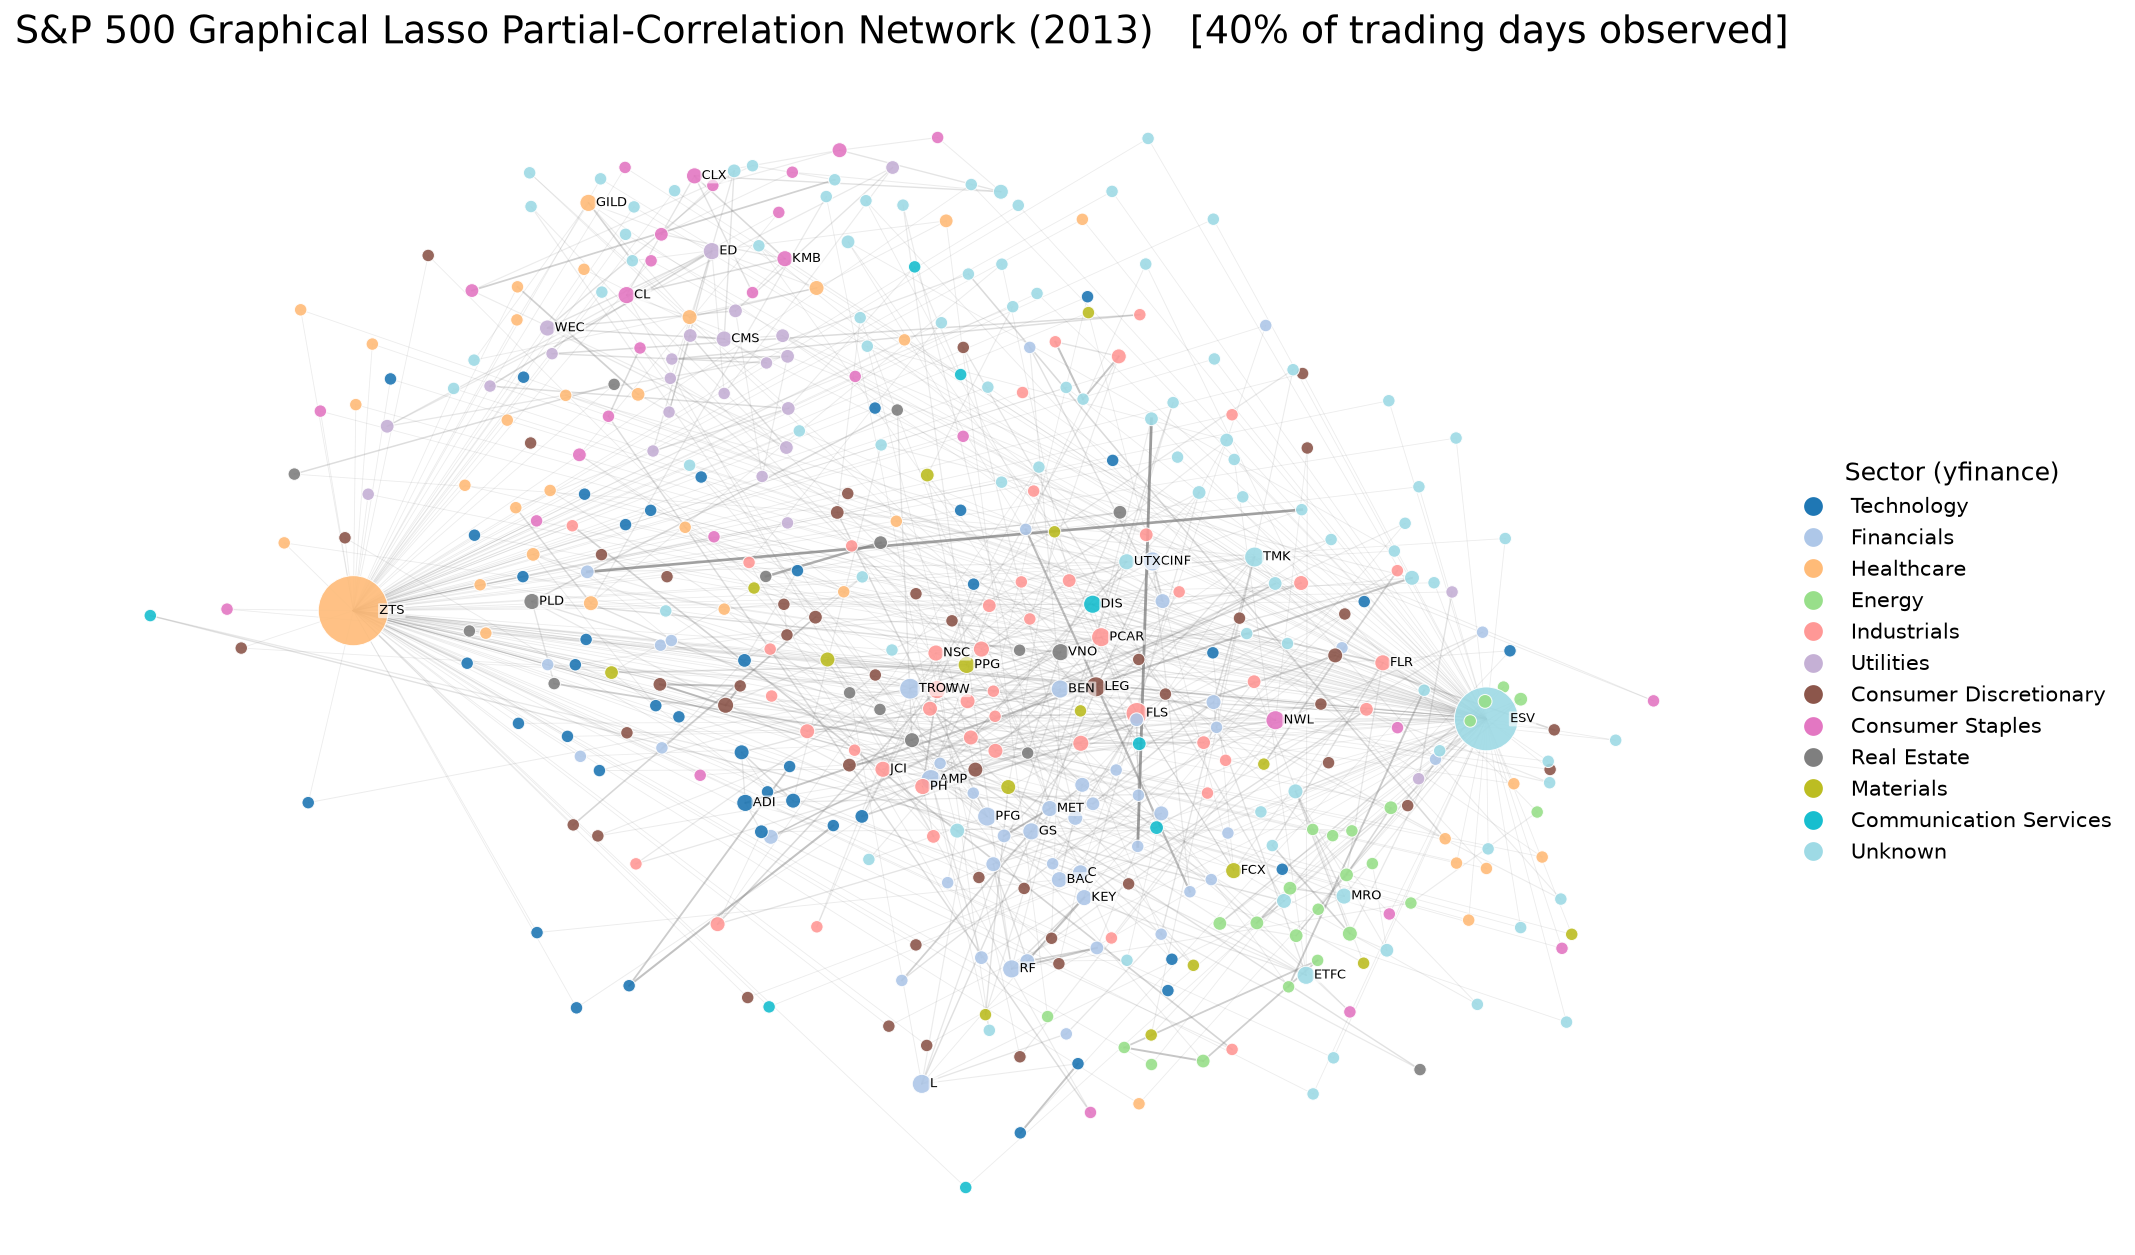 S&P 500 Graphical Lasso Partial-Correlation Network (2013)   [40% of trading days observed]
CLX
GILD
ED
KMB
CL
WEC
CMS
UTX
CINF
TMK
PLD
DIS
ZTS
PCAR
NSC
VNO
PPG
FLR
TROW
BEN
LEG
FLS
NWL
ESV
JCI
AMP
PH
ADI
MET
PFG
GS
C
BAC
FCX
KEY
MRO
RF
ETFC
L
Sector (yfinance)
Technology
Financials
Healthcare
Energy
Industrials
Utilities
Consumer Discretionary
Consumer Staples
Real Estate
Materials
Communication Services
Unknown